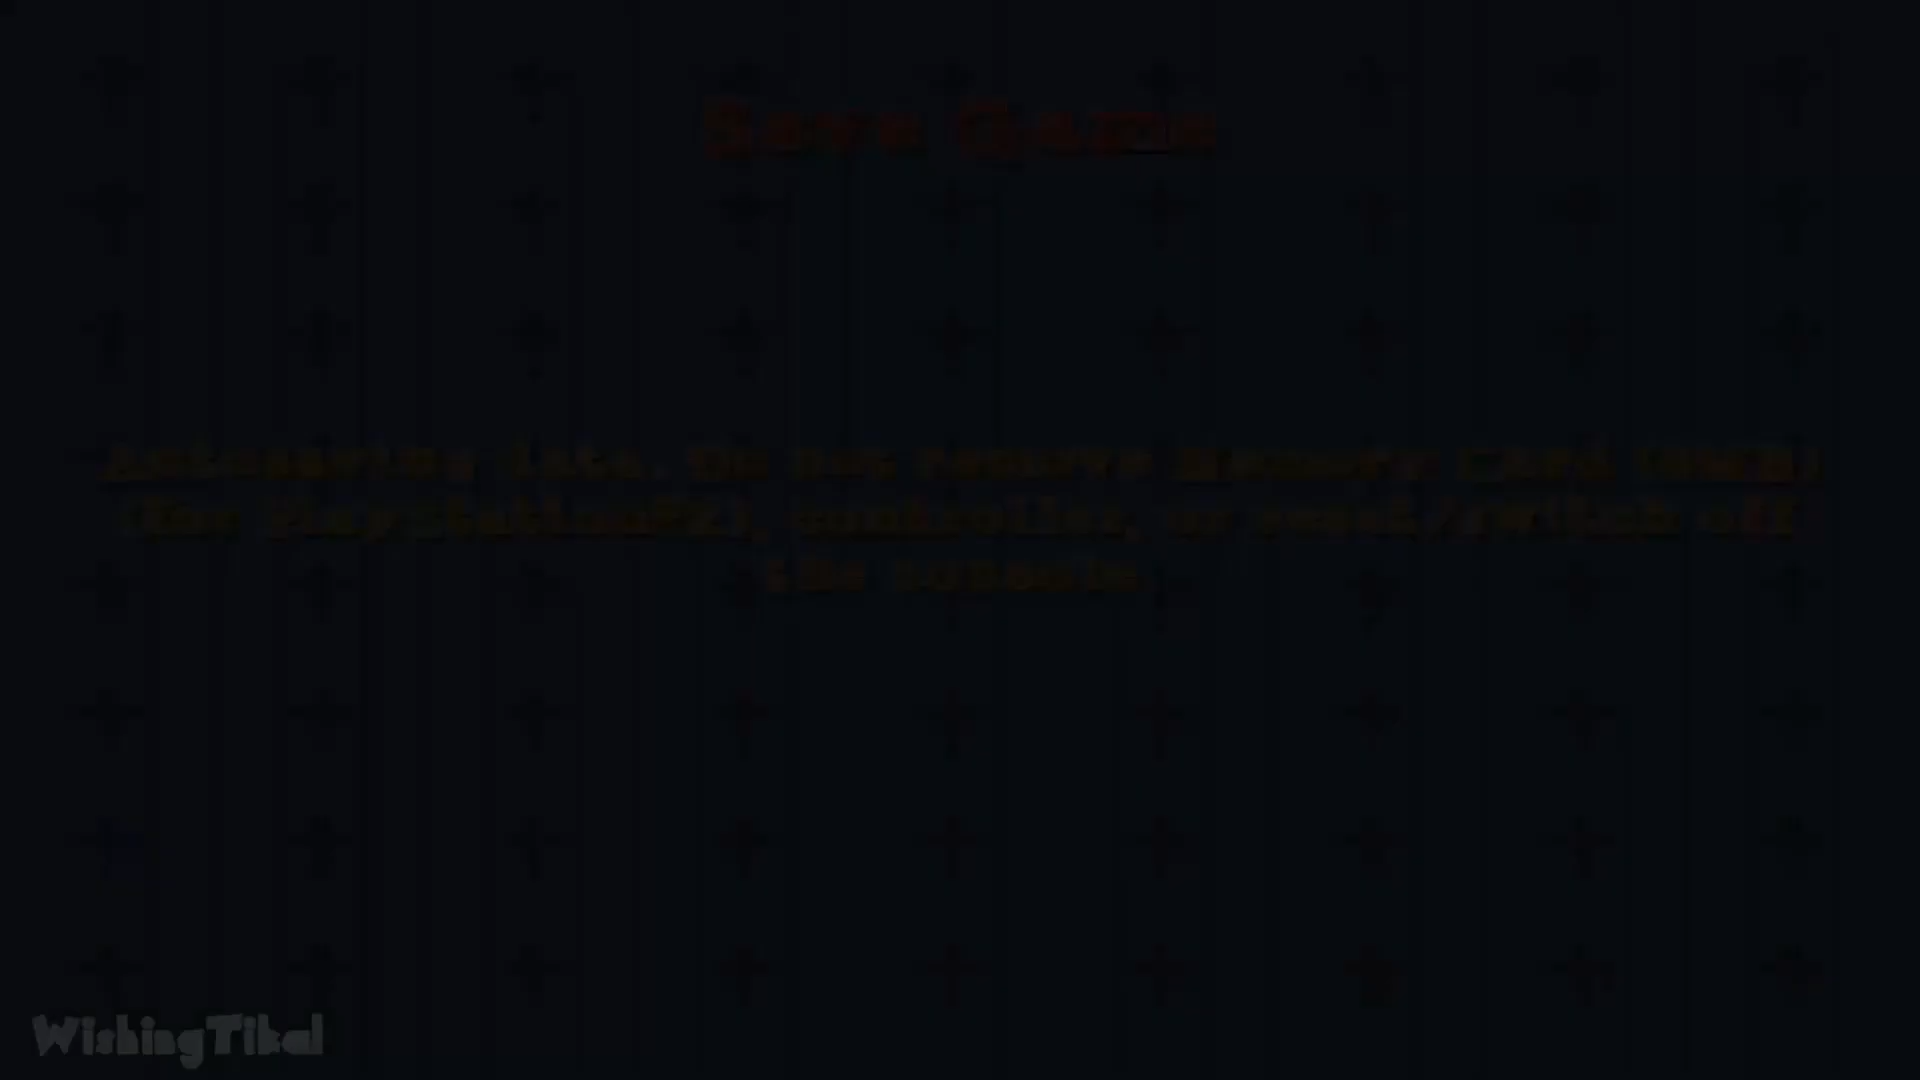 Save Game
Autosaving data. Do not remove Memory Card (8MB)
(for PlayStation®2), controller, or reset/switch off
the console
WishingTikal